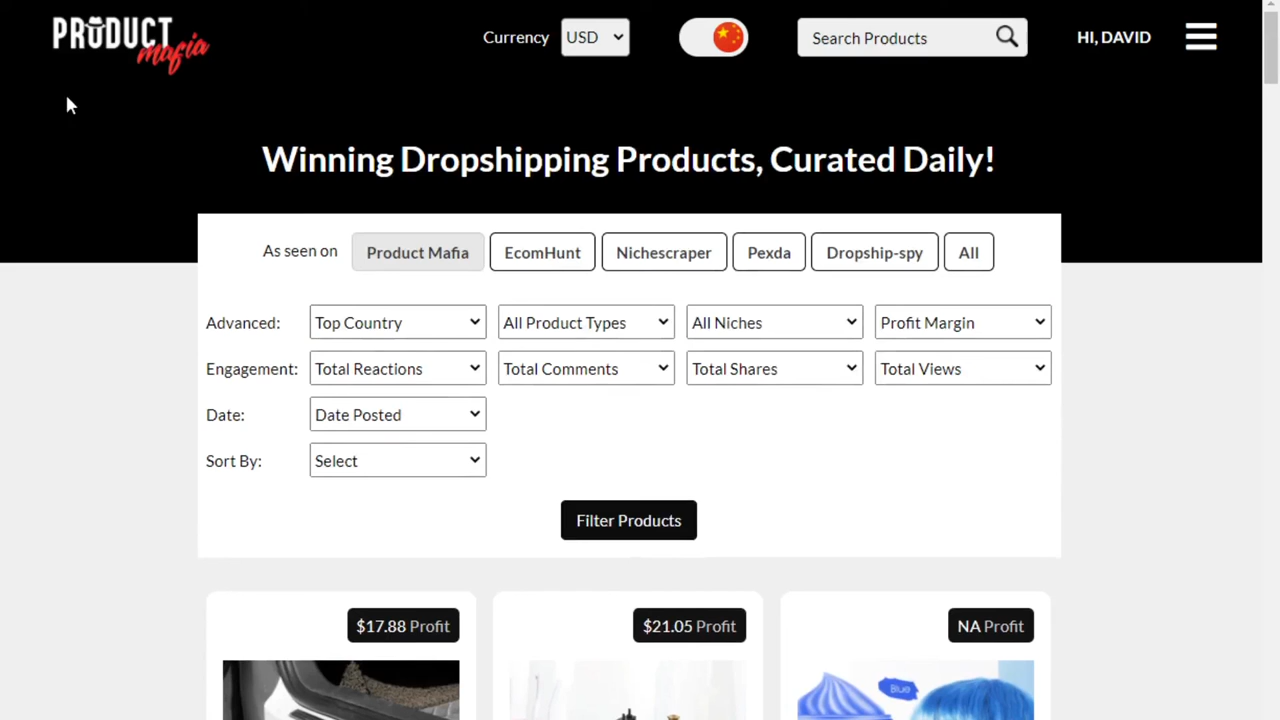 PRODUCT
mafia
Currency
USD
Search Products
HI, DAVID
Winning Dropshipping Products, Curated Daily!
As seen on
Product Mafia
EcomHunt
Nichescraper
Pexda
Dropship-spy
All
Advanced:
Top Country
All Product Types
All Niches
Profit Margin
Engagement:
Total Reactions
Total Comments
Total Shares
Total Views
Date:
Date Posted
Sort By:
Select
Filter Products
$17.88 Profit
$21.05 Profit
NA Profit
Blue